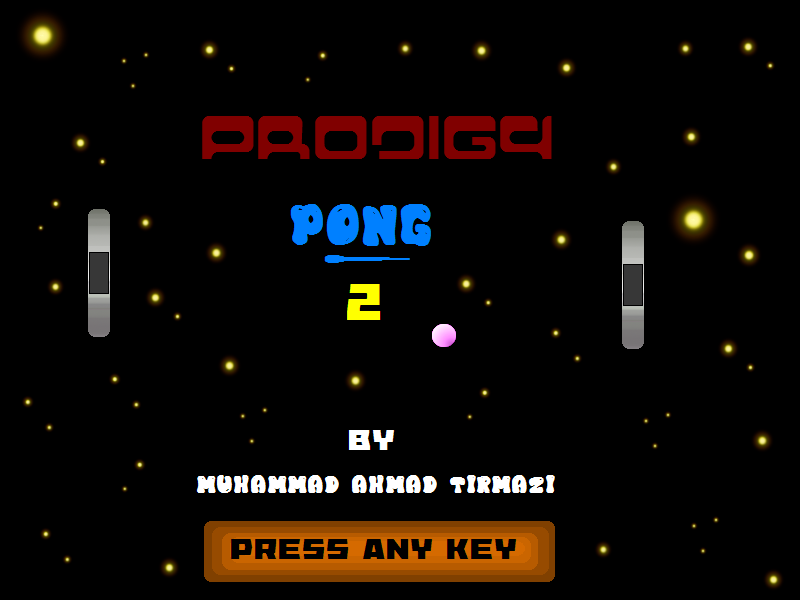 PRODIGY
PONG
2
BY
MUHAMMAD AHMAD TIRMAZI
PRESS ANY KEY